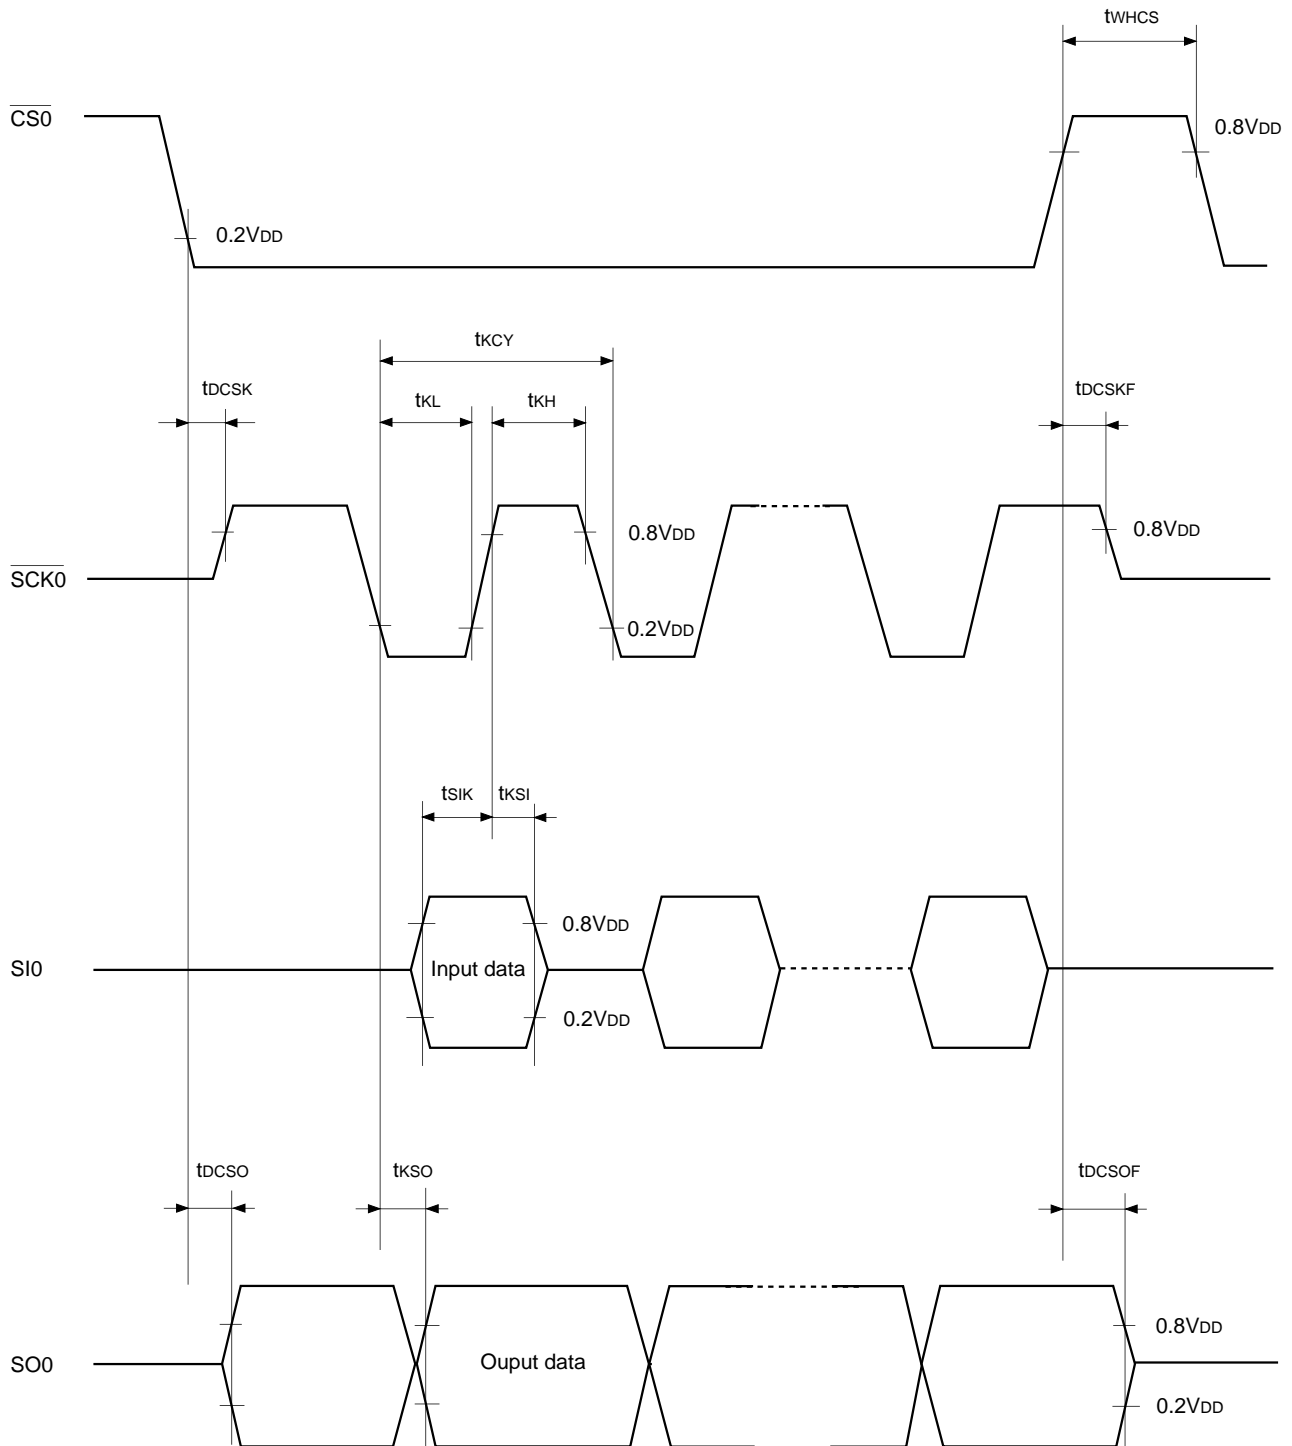 tWHCS
CS0
0.8VDD
0.2VDD
tKCY
tDCSK
tKL
tKH
tDCSKF
0.8VDD
0.8VDD
SCK0
0.2VDD
tSIK
tKSI
0.8VDD
SI0
Input data
0.2VDD
tDCSO
tKSO
tDCSOF
0.8VDD
SO0
Ouput data
0.2VDD